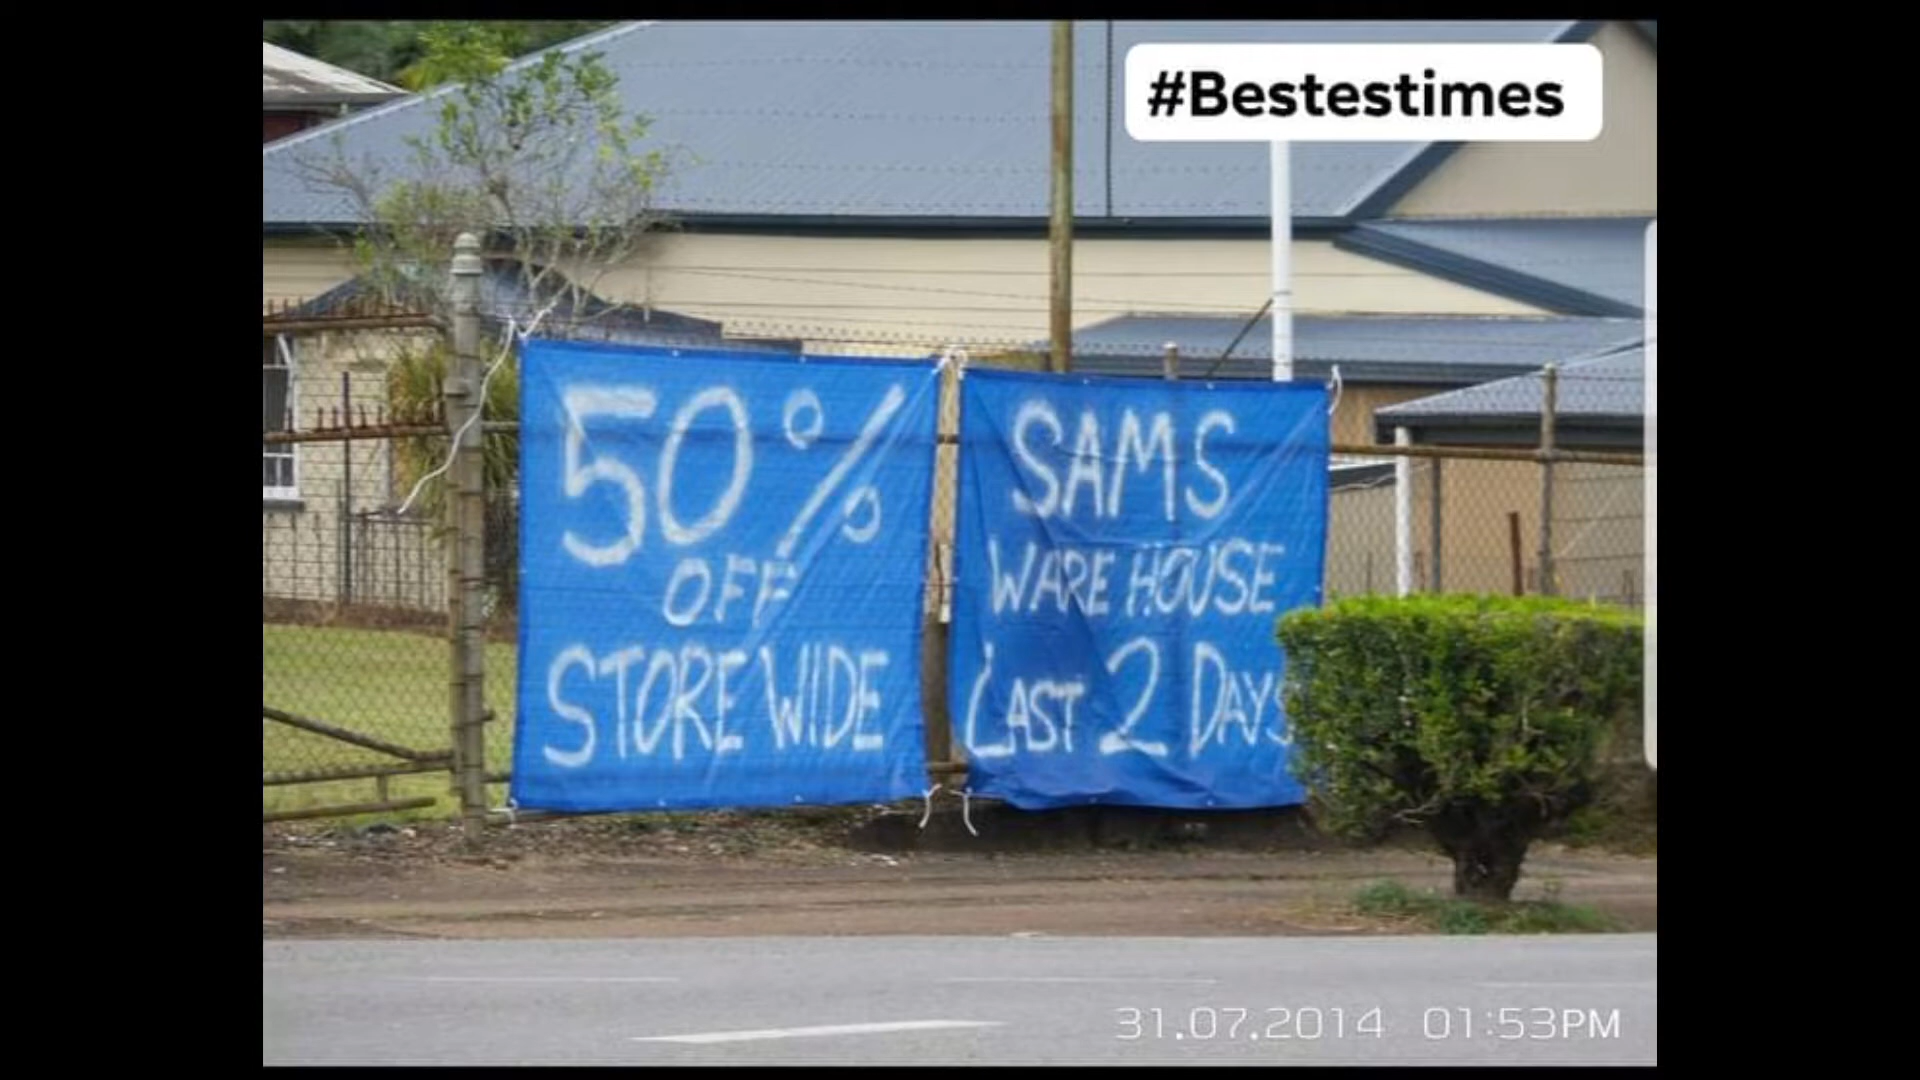 #Bestestimes
50%
OFF
STORE WIDE
SAMS
WARE HOUSE
LAST 2 DAYS
31.07.2014 01:53PM